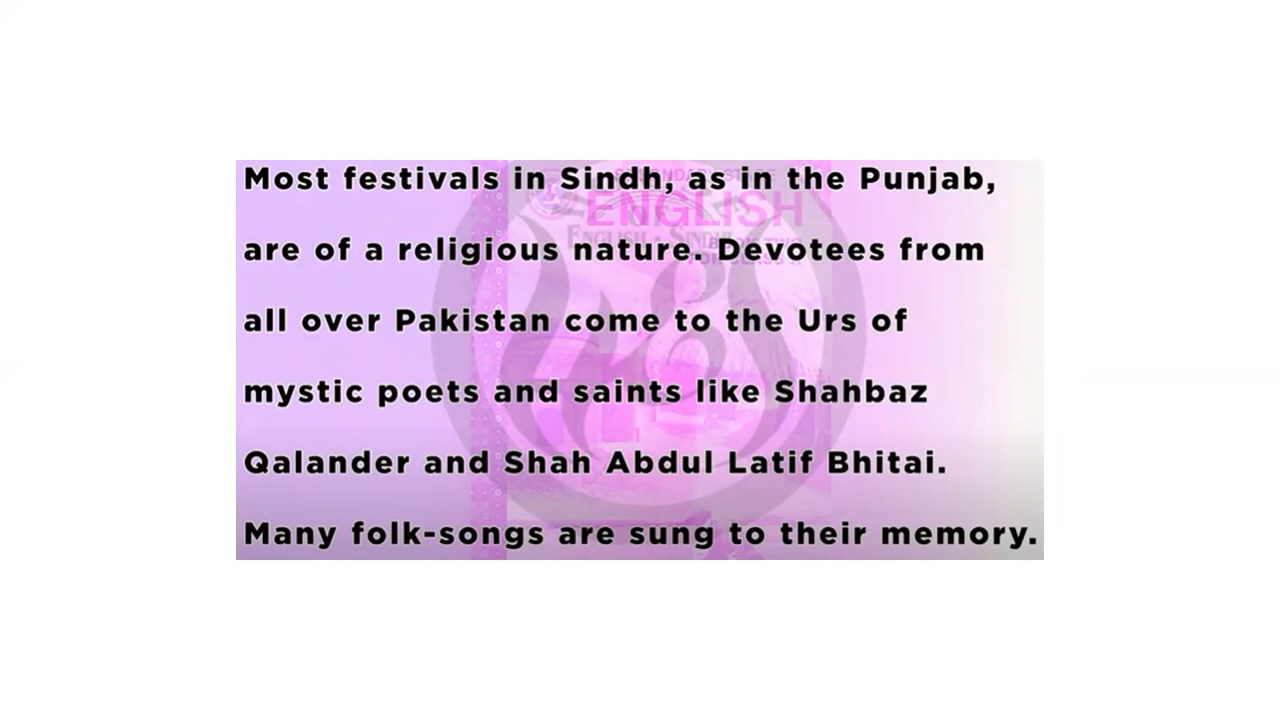 Most festivals in Sindh, as in the Punjab,
are of a religious nature. Devotees from
all over Pakistan come to the Urs of
mystic poets and saints like Shahbaz
Qalander and Shah Abdul Latif Bhitai.
Many folk-songs are sung to their memory.
ENGLISH